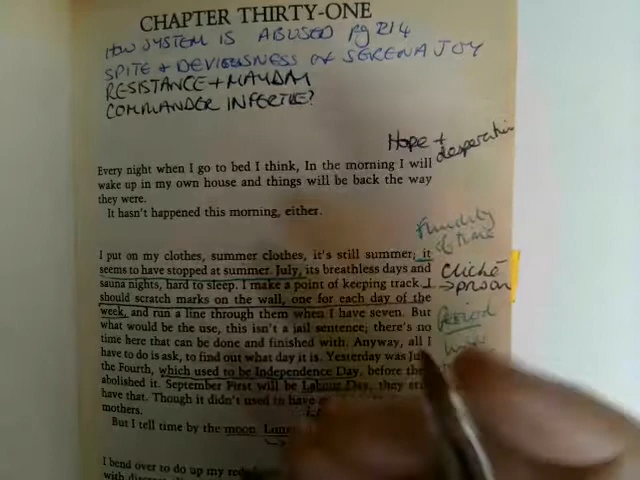 CHAPTER THIRTY-ONE
HOW SYSTEM IS ABUSED pg 214
SPITE + DEVIOUSNESS of SERENA JOY
RESISTANCE + MAYDAY
COMMANDER INFERTILE?
Hope +
desperation
Every night when I go to bed I think, In the morning I will
wake up in my own house and things will be back the way
they were.
It hasn't happened this morning, either.
Fluidity
of time
I put on my clothes, summer clothes, it's still summer; it
seems to have stopped at summer. July, its breathless days and
sauna nights, hard to sleep. I make a point of keeping track. I
should scratch marks on the wall, one for each day of the
week, and run a line through them when I have seven. But
what would be the use, this isn't a jail sentence; there's no
time here that can be done and finished with. Anyway, all I
have to do is ask, to find out what day it is. Yesterday was
the Fourth, which used to be Independence Day, before
abolished it. September First will be Labour Day, they
have that. Though it didn't used to have
mothers.
But I tell time by the moon.
Cliché
→ prison
Period
I bend over to do up my